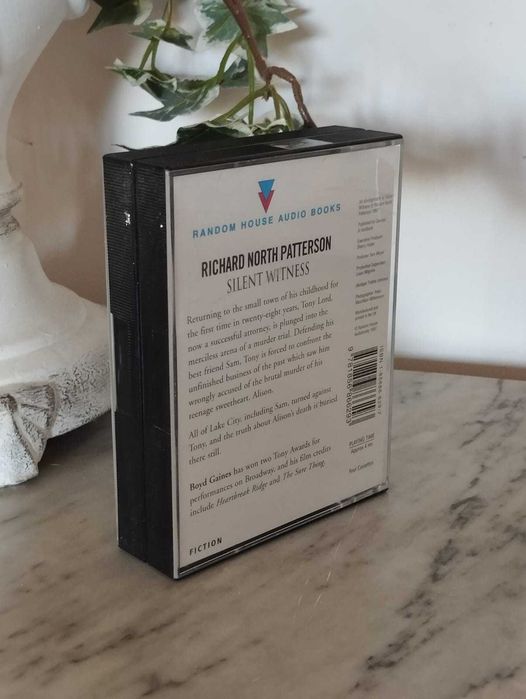 RANDOM HOUSE AUDIO BOOKS
RICHARD NORTH PATTERSON
SILENT WITNESS
Returning to the small town of his childhood for
the first time in twenty-eight years, Tony Lord,
now a successful attorney, is plunged into the
merciless arena of a murder trial. Defending his
best friend Sam, Tony is forced to confront the
unfinished business of the past which saw him
wrongly accused of the brutal murder of his
teenage sweetheart, Alison.
All of Lake City, including Sam, turned against
Tony, and the truth about Alison's death is buried
there still.
Boyd Gaines has won two Tony Awards for
performances on Broadway, and his film credits
include Heartbreak Ridge and The Sure Thing.
FICTION
PLAYING TIME
Four Cassettes